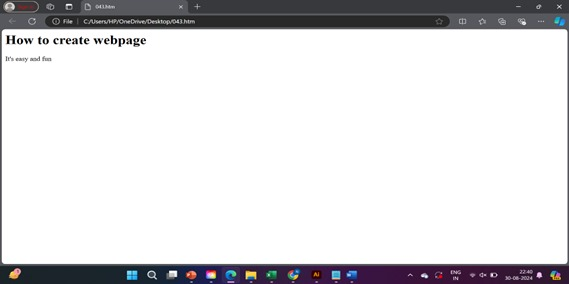 043.htm
File
C:/Users/HP/OneDrive/Desktop/043.htm
How to create webpage
It's easy and fun
ENG
IN
22:40
30-08-2024